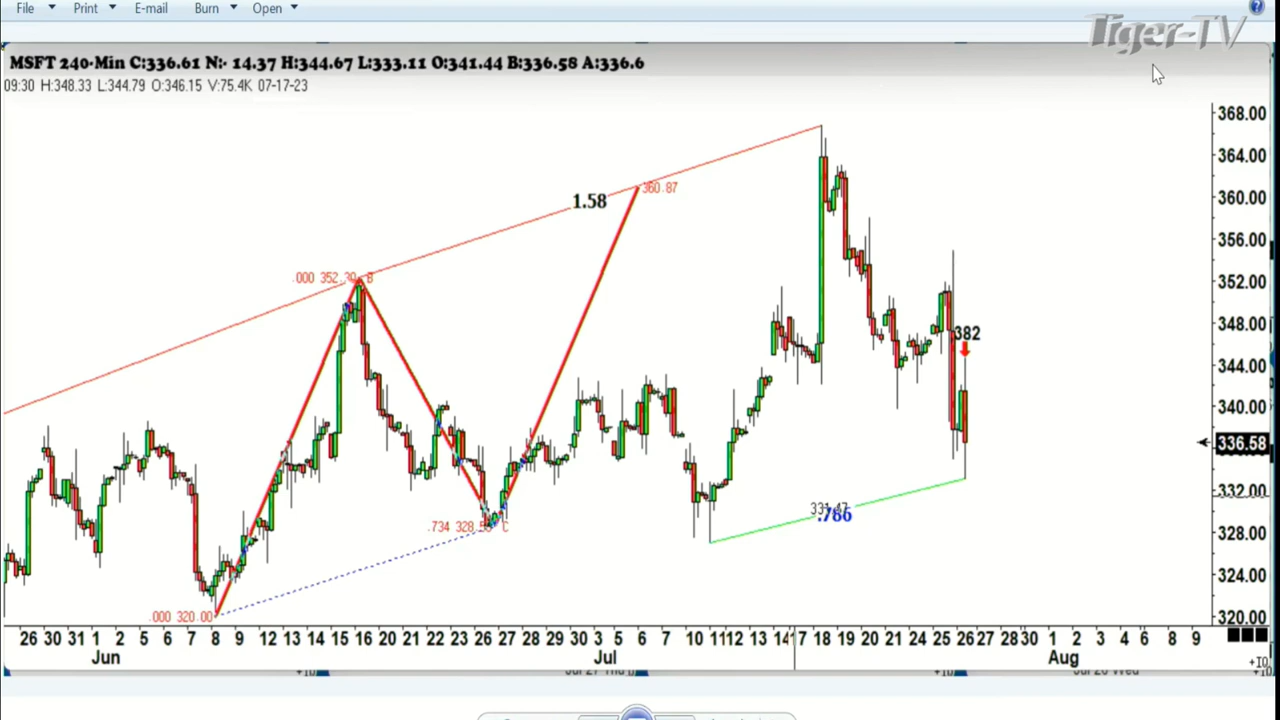 File Print E-mail Burn Open
Tiger-TV
MSFT 240-Min C:336.61 N:- 14.37 H:344.67 L:333.11 O:341.44 B:336.58 A:336.6
09:30 H:348.33 L:344.79 O:346.15 V:75.4K 07-17-23
368.00
364.00
360.87
1.58
360.00
356.00
.000 352.39 B
352.00
348.00
382
344.00
340.00
336.58
332.00
331.47
.786
.734 328. C
328.00
324.00
.000 320.00
320.00
26 30 31 1 2 5 6 7 8 9 12 13 14 15 16 20 21 22 23 26 27 28 29 30 3 5 6 7 10 11 12 13 14 17 18 19 20 21 24 25 26 27 28 30 1 2 3 4 6 7 8 9
Jun Jul Aug